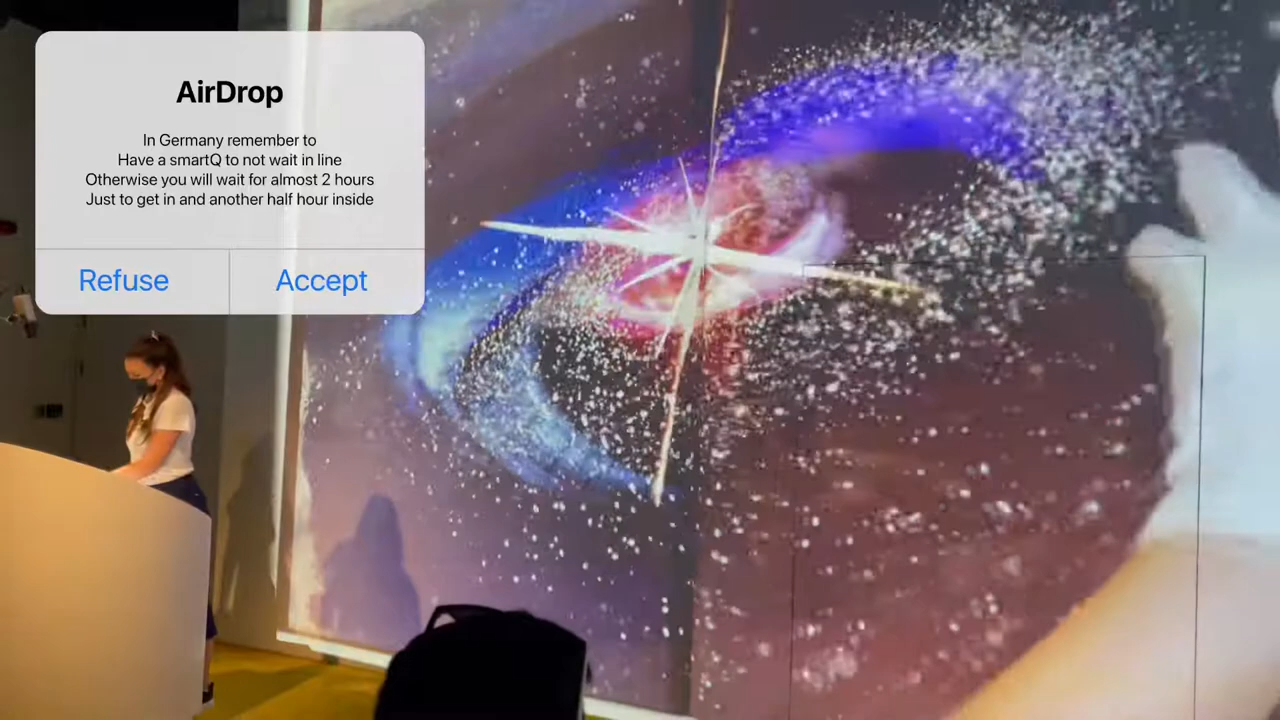 AirDrop
In Germany remember to
Have a smartQ to not wait in line
Otherwise you will wait for almost 2 hours
Just to get in and another half hour inside
Refuse
Accept